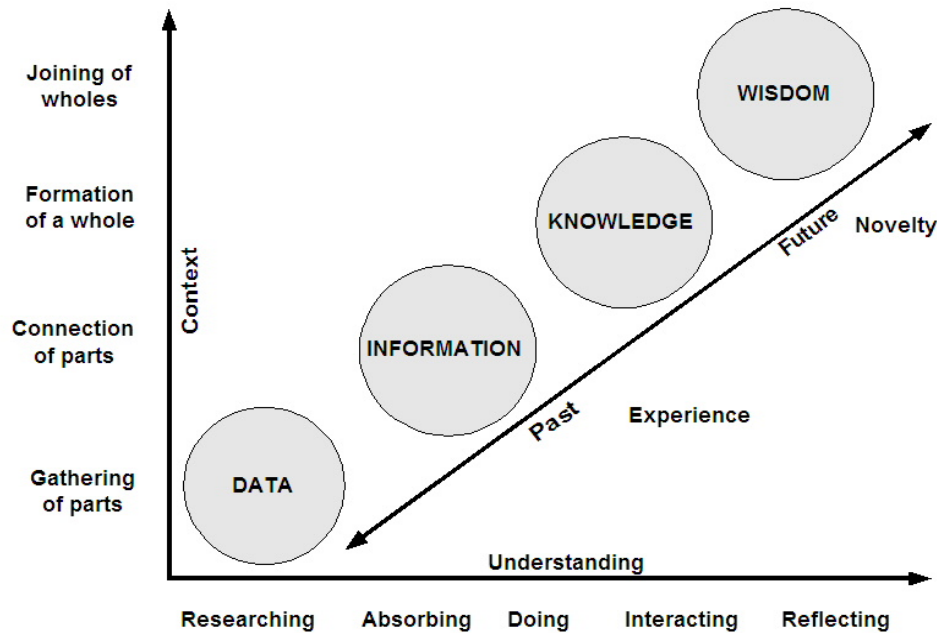 Joining of
wholes
WISDOM
Formation
of a whole
KNOWLEDGE
Future
Novelty
Context
Connection
of parts
INFORMATION
Past
Experience
Gathering
of parts
DATA
Understanding
Researching Absorbing Doing Interacting Reflecting